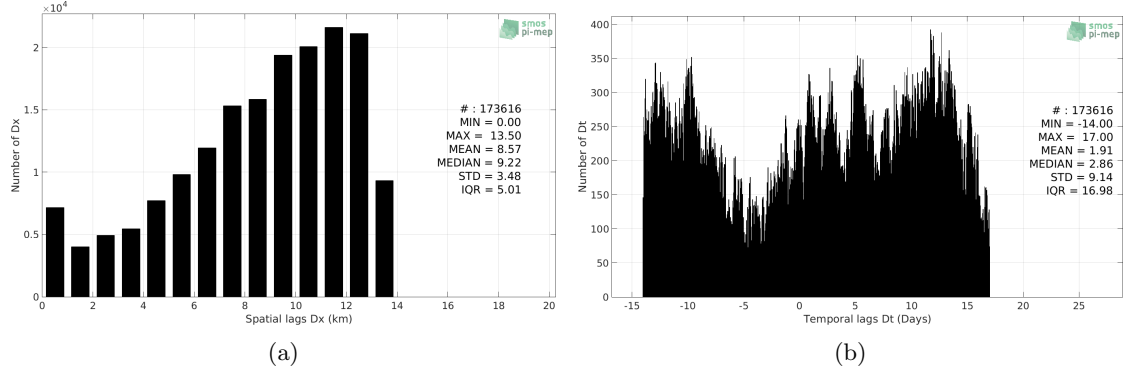 ×10⁴
2
1.5
1
0.5
0
Number of Dx
0 2 4 6 8 10 12 14 16 18 20
Spatial lags Dx (km)
smos
pi-mep
# : 173616
MIN = 0.00
MAX = 13.50
MEAN = 8.57
MEDIAN = 9.22
STD = 3.48
IQR = 5.01
(a)
400
350
300
250
200
150
100
50
0
Number of Dt
-15 -10 -5 0 5 10 15 20 25
Temporal lags Dt (Days)
smos
pi-mep
# : 173616
MIN = -14.00
MAX = 17.00
MEAN = 1.91
MEDIAN = 2.86
STD = 9.14
IQR = 16.98
(b)